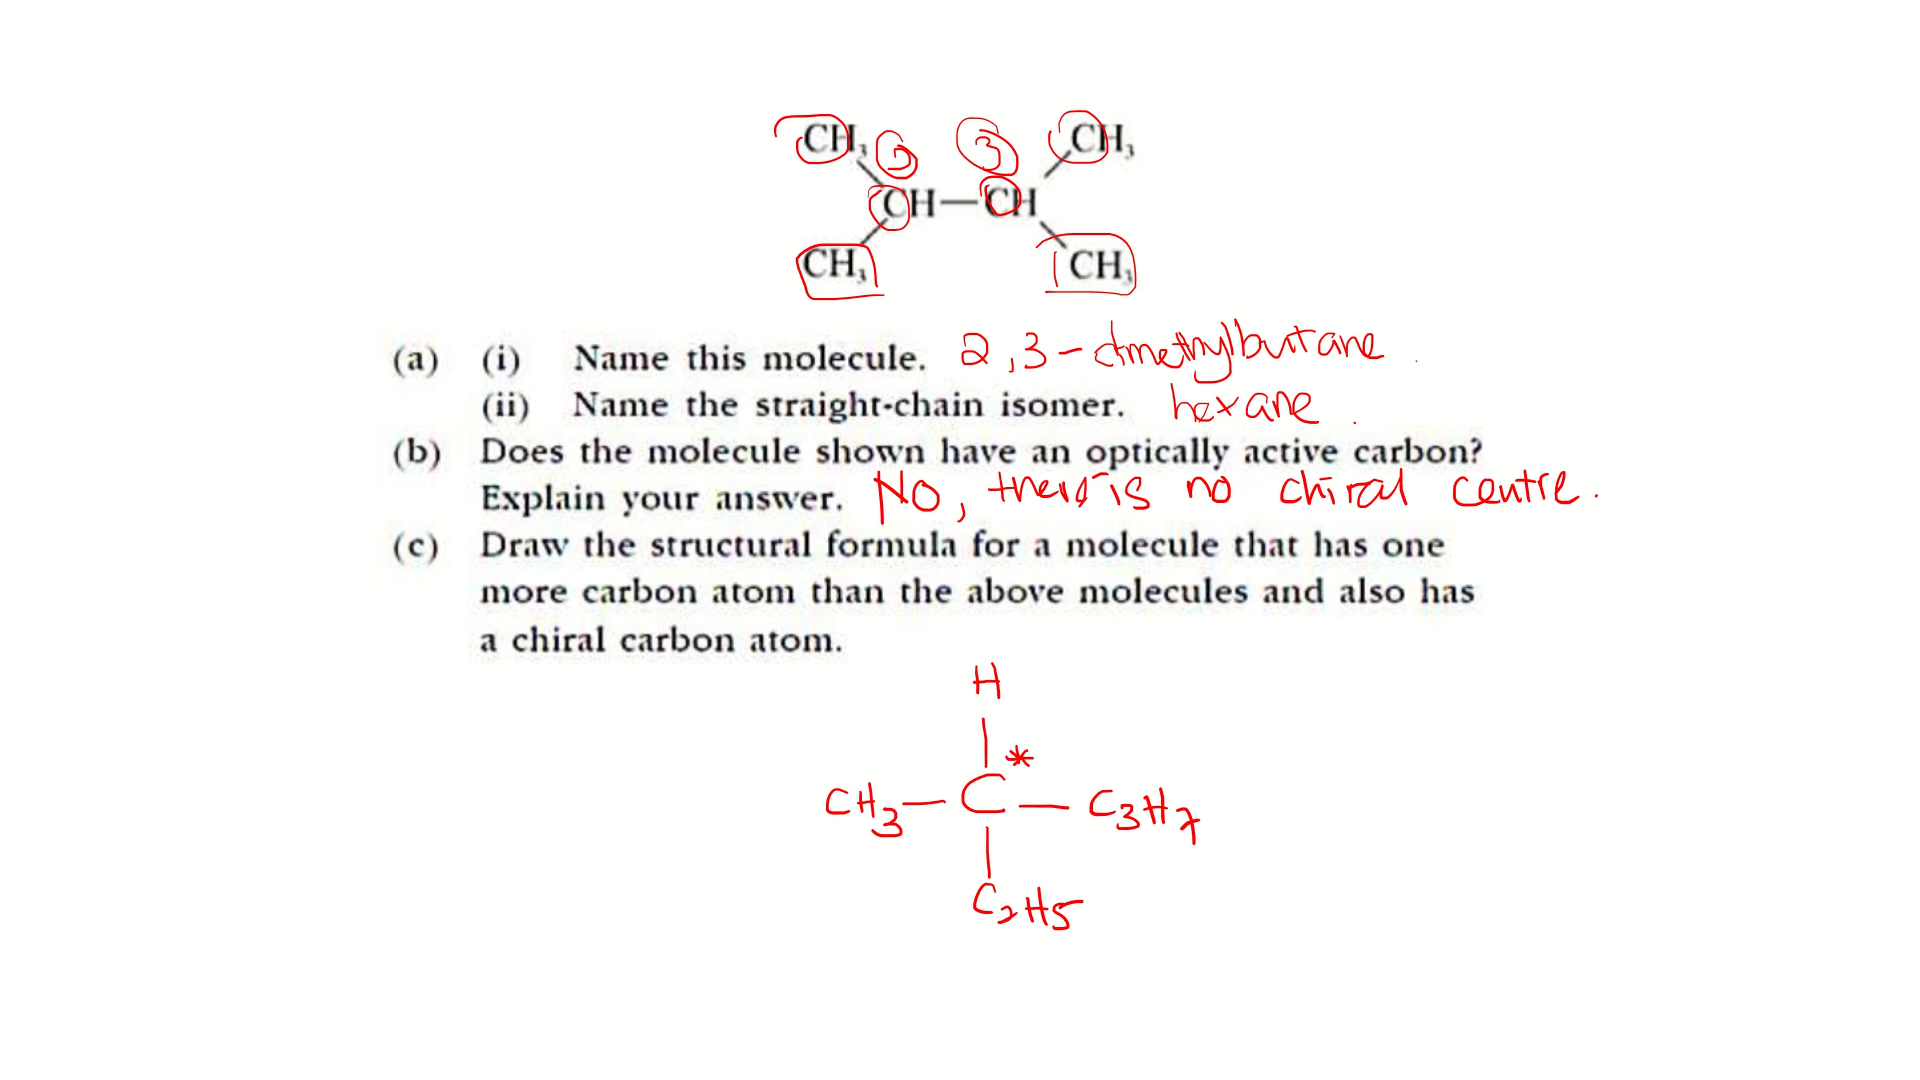 CH₃ 2 3 CH₃
CH—CH
CH₃ CH₃
(a) (i) Name this molecule. 2,3-dimethylbutane.
(ii) Name the straight-chain isomer. hexane.
(b) Does the molecule shown have an optically active carbon?
Explain your answer. No, there is no chiral centre.
(c) Draw the structural formula for a molecule that has one
more carbon atom than the above molecules and also has
a chiral carbon atom.
H
*
CH₃—C—C₃H₇
C₂H₅